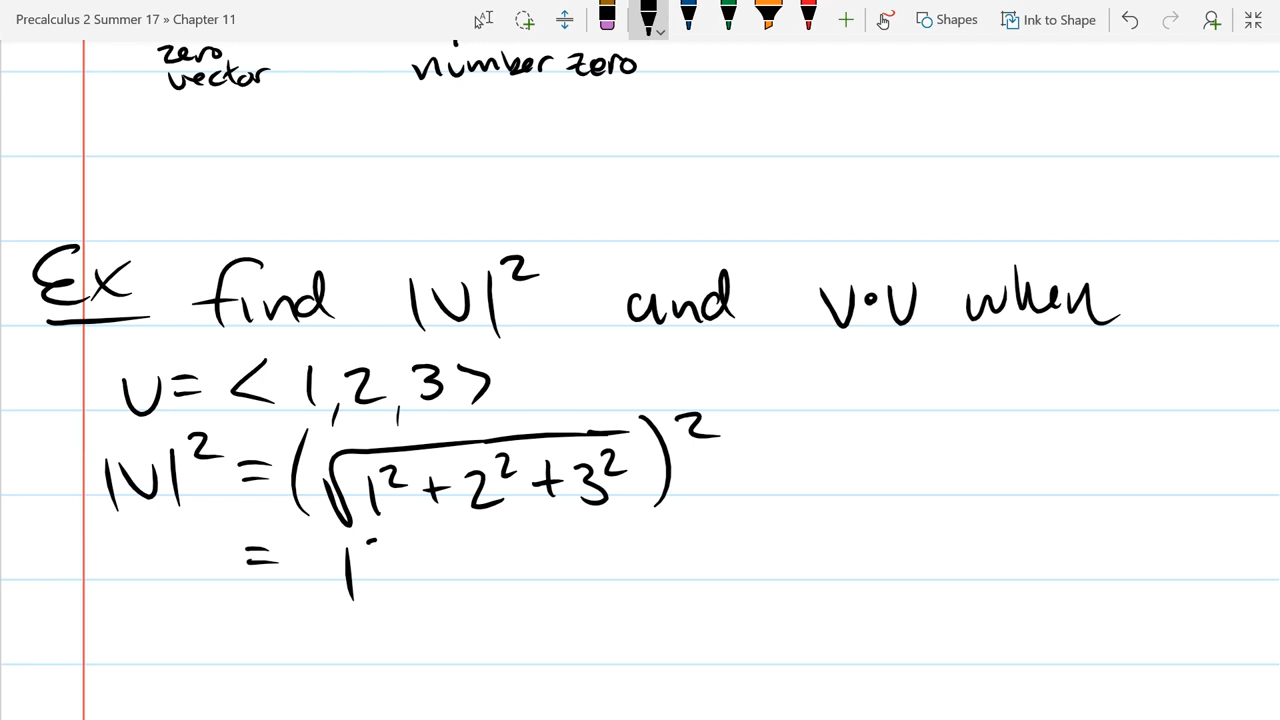 Precalculus 2 Summer 17 » Chapter 11
Shapes
Ink to Shape
zero
vector
number zero
Ex find |v|² and v•v when
v = < 1, 2, 3 >
|v|² = (√1² + 2² + 3²)²
= 1